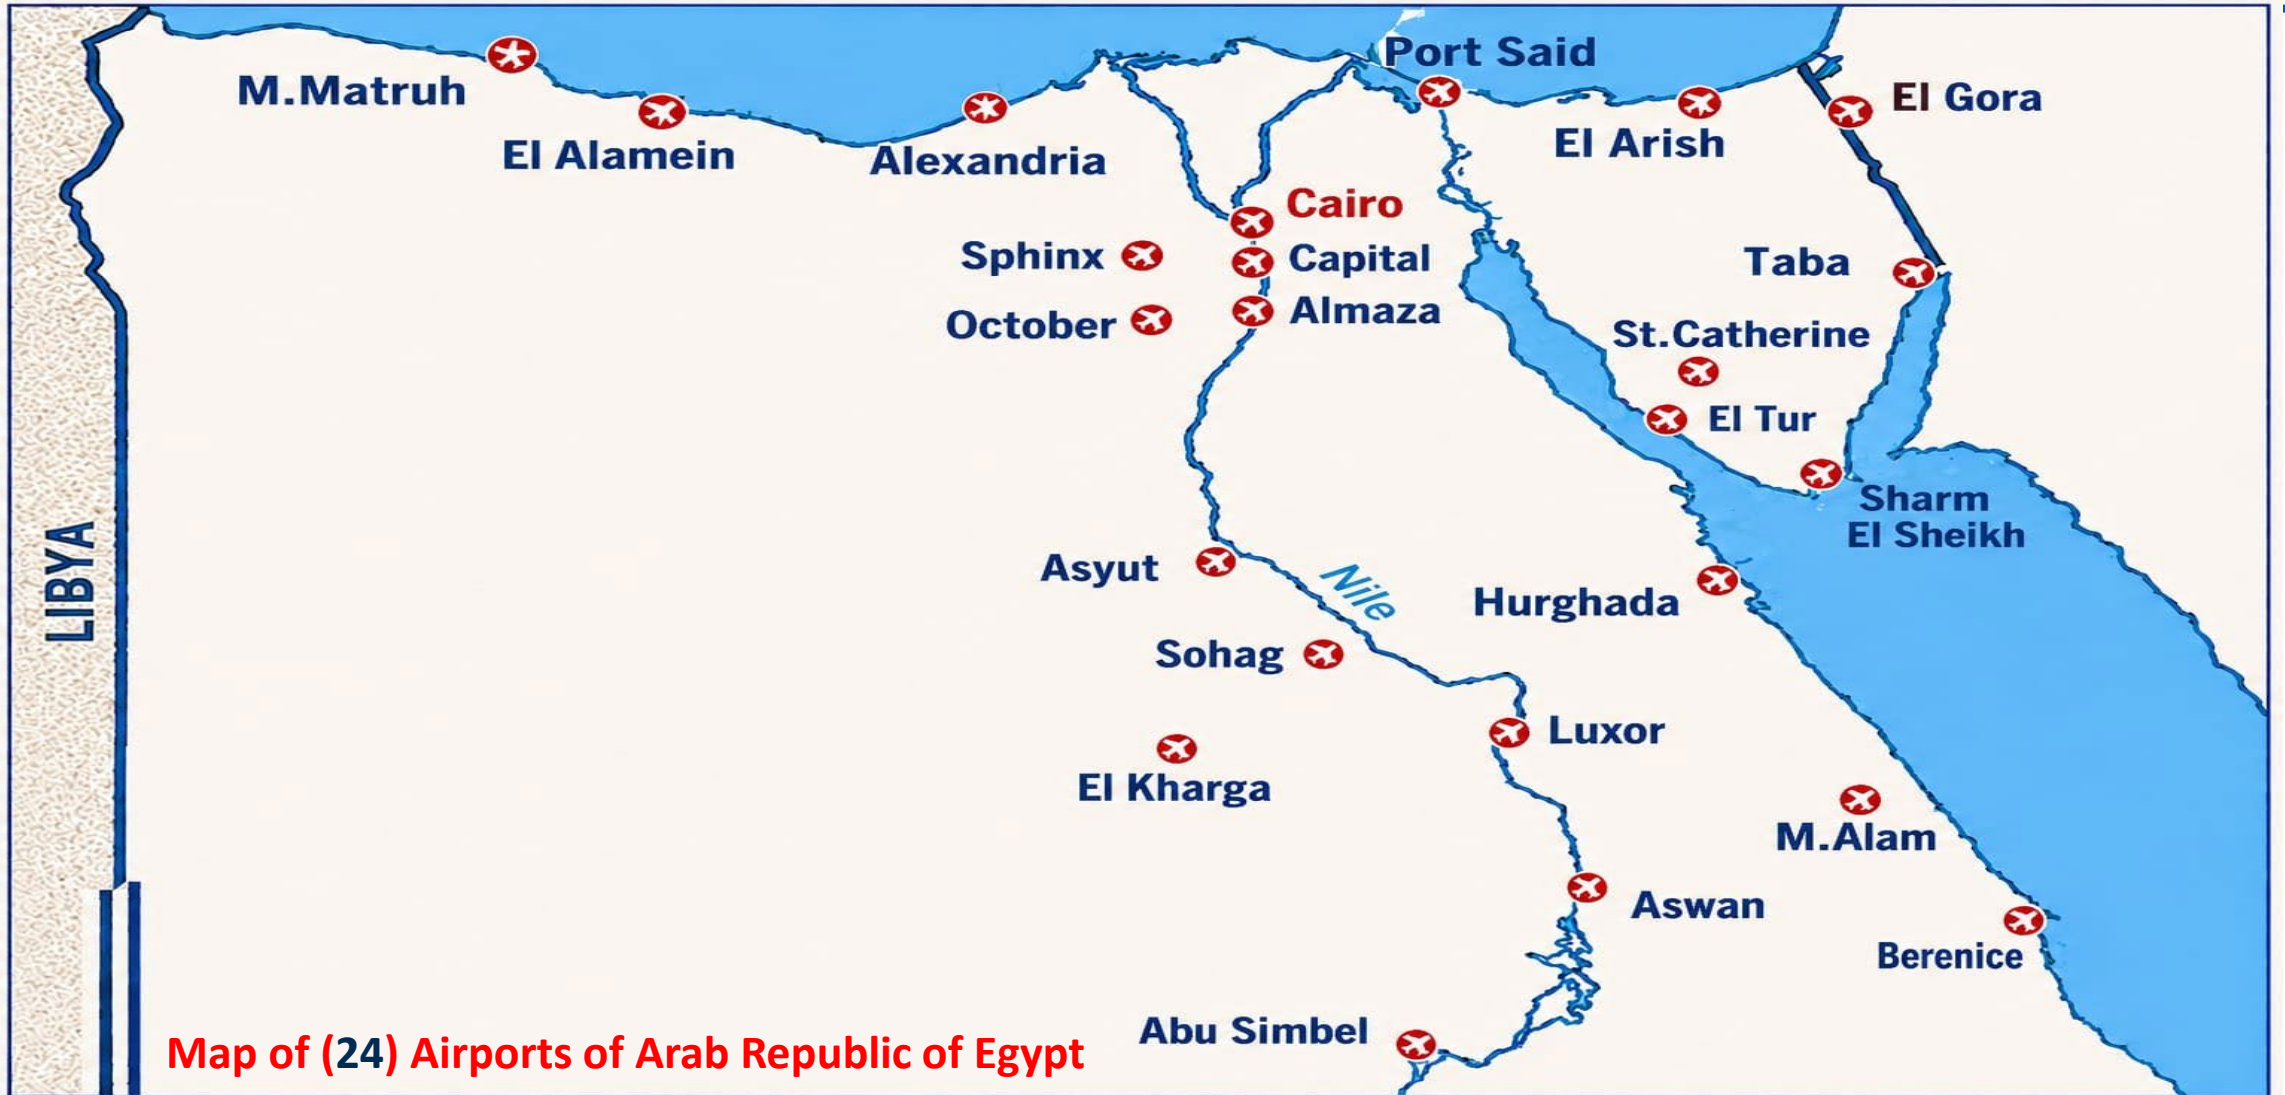 Port Said
M.Matruh
El Gora
El Alamein
Alexandria
El Arish
Cairo
Sphinx
Capital
Taba
October
Almaza
St.Catherine
El Tur
Sharm
El Sheikh
LIBYA
Asyut
Nile
Hurghada
Sohag
Luxor
El Kharga
M.Alam
Aswan
Berenice
Abu Simbel
Map of (24) Airports of Arab Republic of Egypt